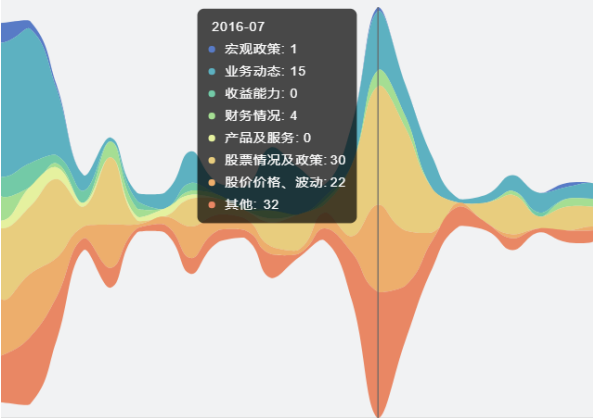 2016-07
宏观政策: 1
业务动态: 15
收益能力: 0
财务情况: 4
产品及服务: 0
股票情况及政策: 30
股价价格、波动: 22
其他: 32